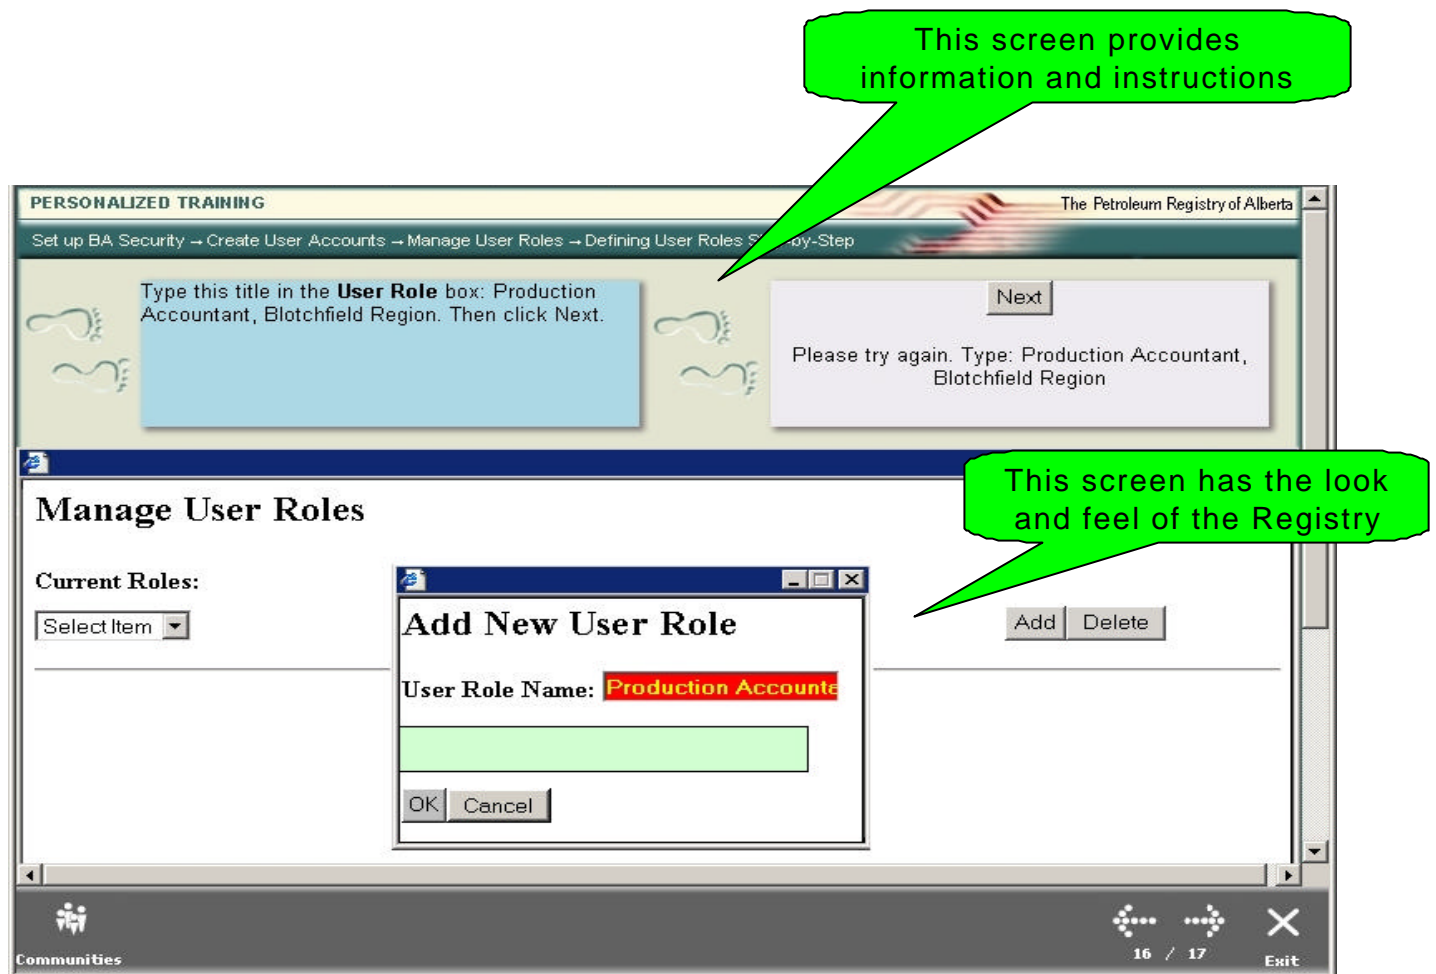 This screen provides
information and instructions
PERSONALIZED TRAINING
The Petroleum Registry of Alberta
Set up BA Security → Create User Accounts → Manage User Roles → Defining User Roles -by-Step
Type this title in the User Role box: Production
Accountant, Blotchfield Region. Then click Next.
Next
Please try again. Type: Production Accountant,
Blotchfield Region
This screen has the look
and feel of the Registry
Manage User Roles
Current Roles:
Select Item
Add Delete
Add New User Role
User Role Name: Production Accounta
OK Cancel
Communities
16 / 17
Exit